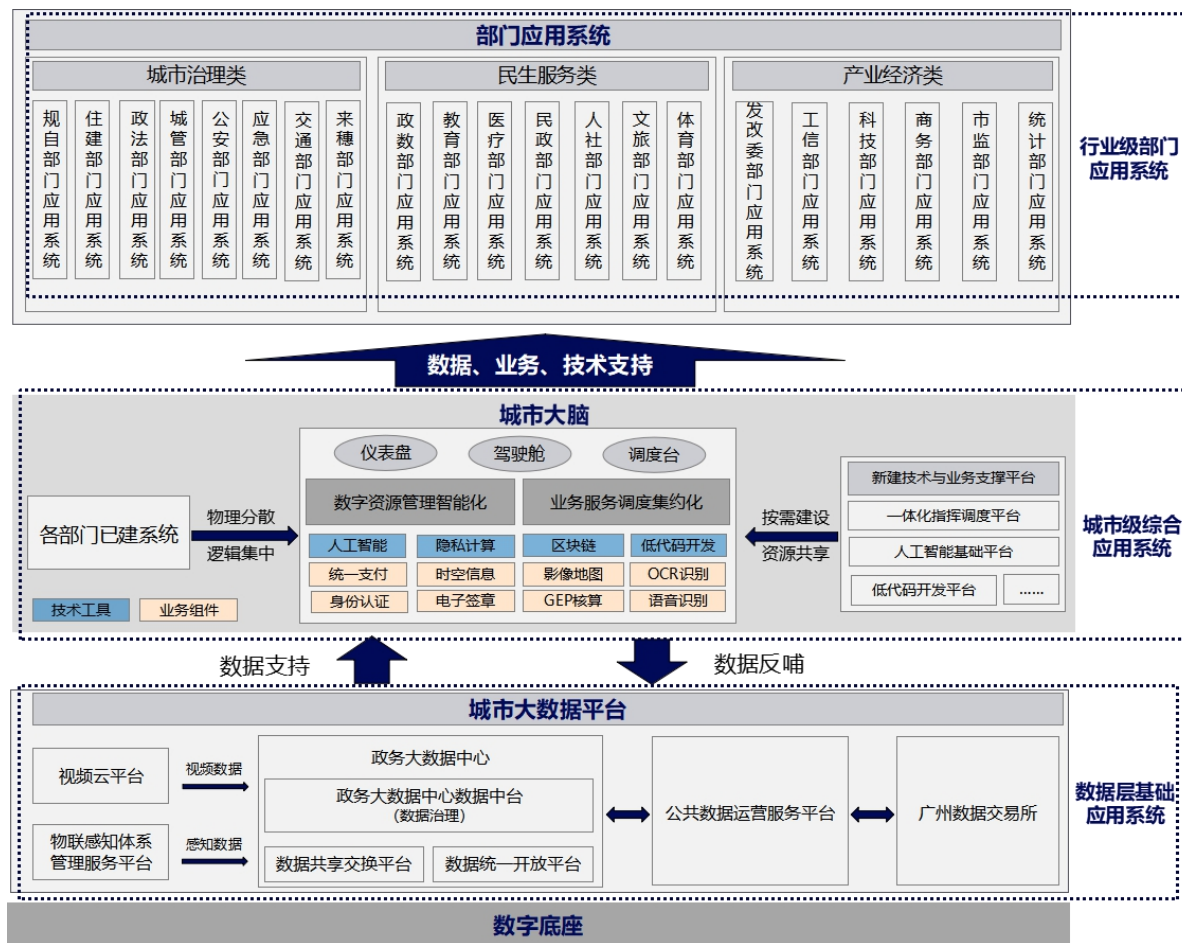 部门应用系统
城市治理类
民生服务类
产业经济类
规自部门应用系统
住建部门应用系统
政法部门应用系统
城管部门应用系统
公安部门应用系统
应急部门应用系统
交通部门应用系统
来穗部门应用系统
政数部门应用系统
教育部门应用系统
医疗部门应用系统
民政部门应用系统
人社部门应用系统
文旅部门应用系统
体育部门应用系统
发改委部门应用系统
工信部门应用系统
科技部门应用系统
商务部门应用系统
市监部门应用系统
统计部门应用系统
行业级部门
应用系统
数据、业务、技术支持
城市大脑
仪表盘
驾驶舱
调度台
数字资源管理智能化
业务服务调度集约化
人工智能
隐私计算
区块链
低代码开发
统一支付
时空信息
影像地图
OCR识别
身份认证
电子签章
GEP核算
语音识别
各部门已建系统
物理分散
逻辑集中
技术工具
业务组件
按需建设
资源共享
新建技术与业务支撑平台
一体化指挥调度平台
人工智能基础平台
低代码开发平台
......
城市级综合
应用系统
数据支持
数据反哺
城市大数据平台
视频云平台
视频数据
物联感知体系
管理服务平台
感知数据
政务大数据中心
政务大数据中心数据中台
(数据治理)
数据共享交换平台
数据统一开放平台
公共数据运营服务平台
广州数据交易所
数据层基础
应用系统
数字底座